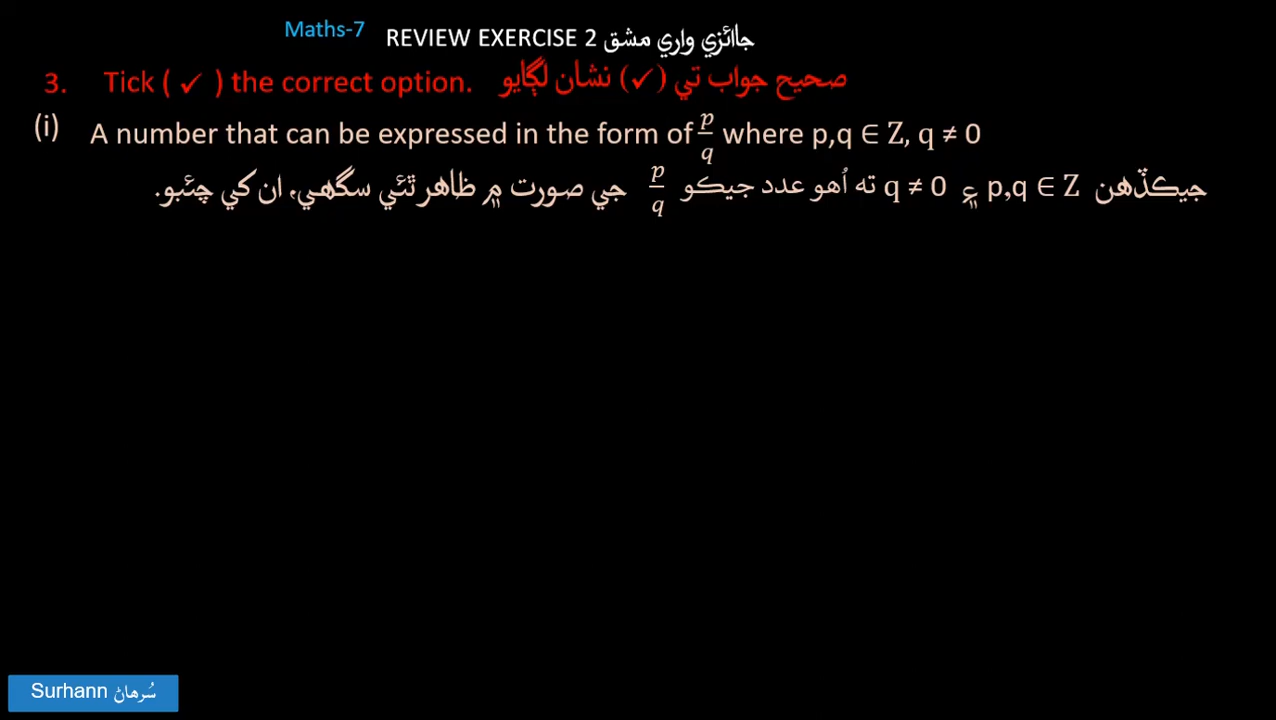 Maths-7
REVIEW EXERCISE 2 جاائزي واري مشق
3. Tick ( ✓ ) the correct option. صحيح جواب تي (✓) نشان لڳايو
(i) A number that can be expressed in the form of p/q where p,q ∈ Z, q ≠ 0
جيڪڏهن p,q ∈ Z ۽ q ≠ 0 ته اُهو عدد جيڪو p/q جي صورت ۾ ظاهر ٿئي سگهي، ان کي چئبو.
Surhann سُرهاڻ